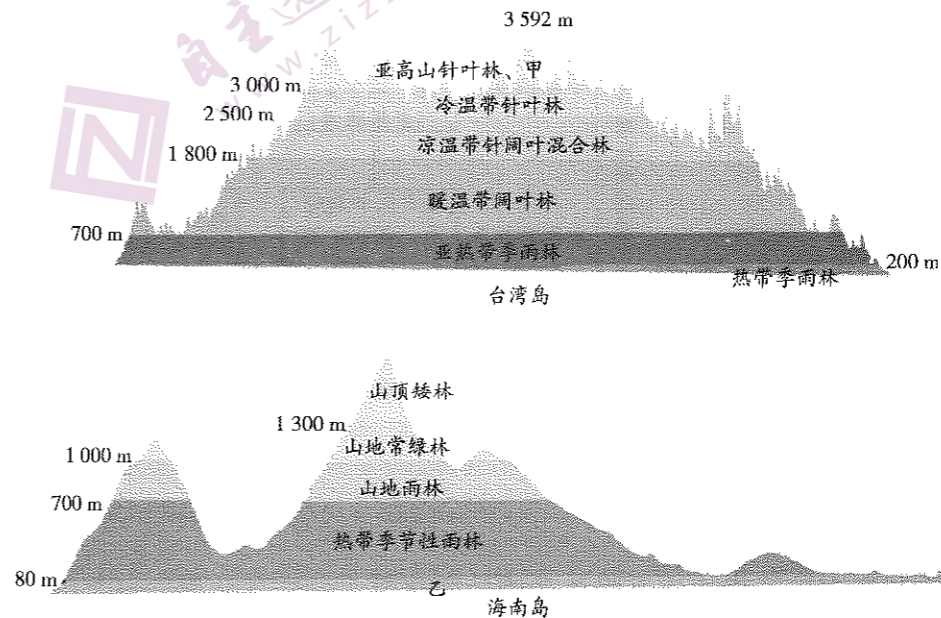 3 592 m
亚高山针叶林、甲
3 000 m
冷温带针叶林
2 500 m
凉温带针阔叶混合林
1 800 m
暖温带阔叶林
700 m
亚热带季雨林
200 m
热带季雨林
台湾岛
山顶矮林
1 300 m
山地常绿林
1 000 m
山地雨林
700 m
热带季节性雨林
80 m
乙
海南岛